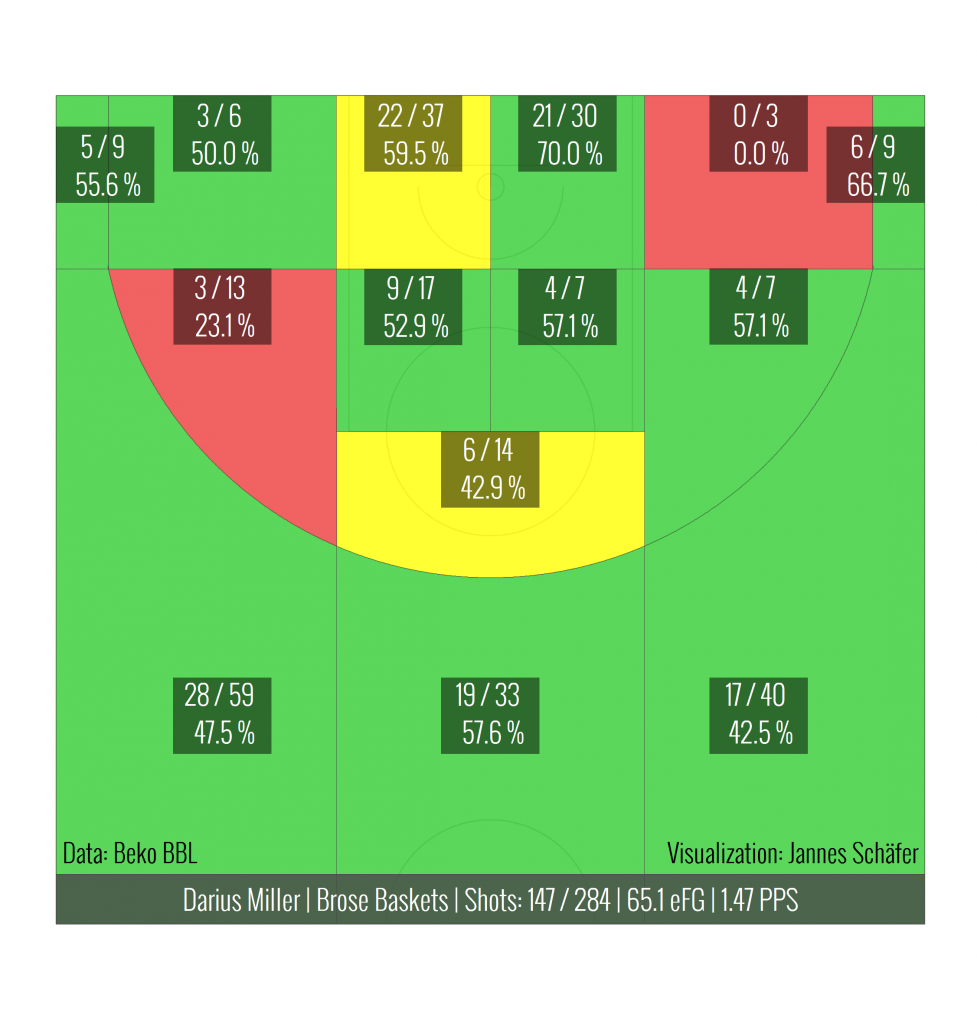 3 / 6
50.0 %
22 / 37
59.5 %
21 / 30
70.0 %
0 / 3
0.0 %
5 / 9
55.6 %
6 / 9
66.7 %
3 / 13
23.1 %
9 / 17
52.9 %
4 / 7
57.1 %
4 / 7
57.1 %
6 / 14
42.9 %
28 / 59
47.5 %
19 / 33
57.6 %
17 / 40
42.5 %
Data: Beko BBL
Visualization: Jannes Schäfer
Darius Miller | Brose Baskets | Shots: 147 / 284 | 65.1 eFG | 1.47 PPS